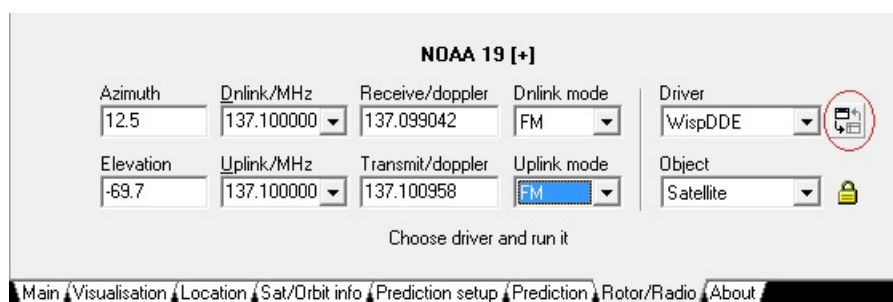 NOAA 19 [+]
Azimuth Dnlink/MHz Receive/doppler Dnlink mode Driver
12.5 137.100000 137.099042 FM WispDDE
Elevation Uplink/MHz Transmit/doppler Uplink mode Object
-69.7 137.100000 137.100958 FM Satellite
Choose driver and run it
Main Visualisation Location Sat/Orbit info Prediction setup Prediction Rotor/Radio About